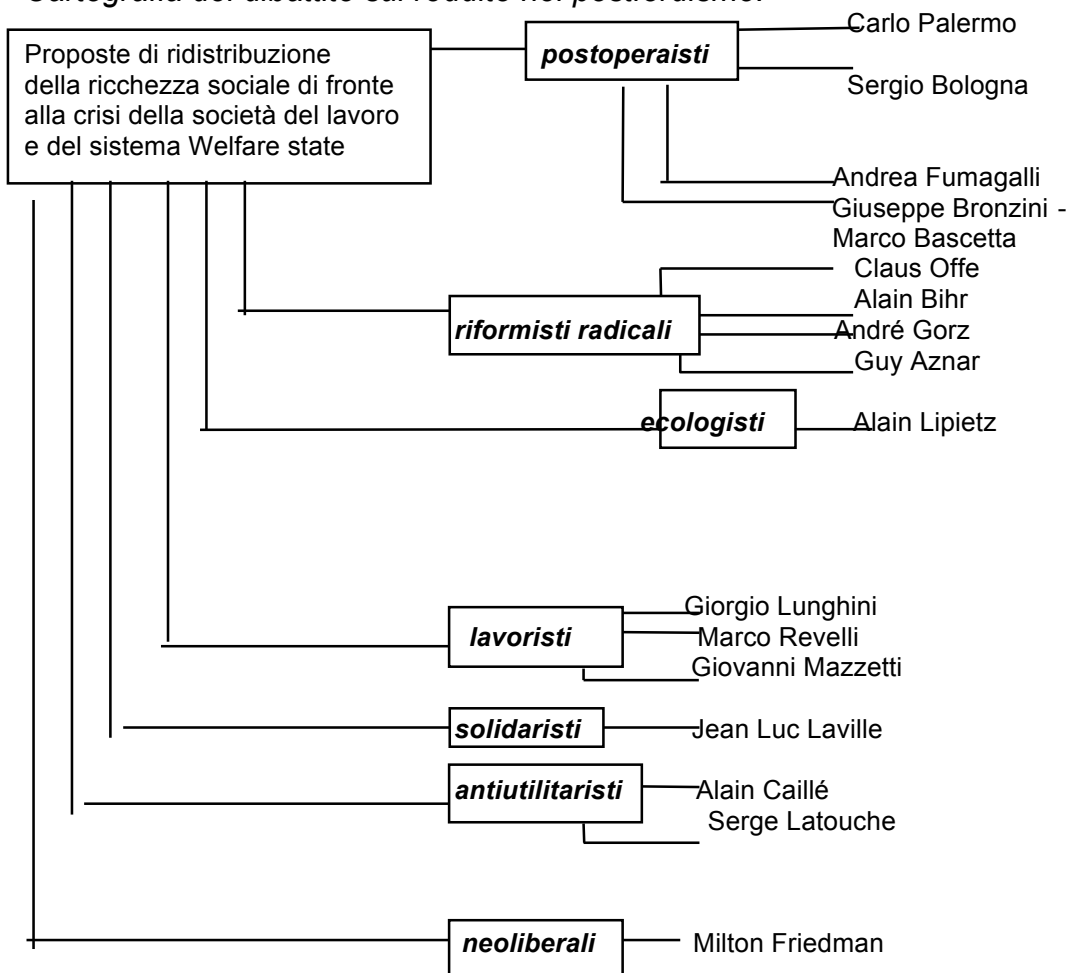 Cartografia del dibattito sul reddito nel postfordismo.
Proposte di ridistribuzione
della ricchezza sociale di fronte
alla crisi della società del lavoro
e del sistema Welfare state
postoperaisti
Carlo Palermo
Sergio Bologna
Andrea Fumagalli
Giuseppe Bronzini -
Marco Bascetta
riformisti radicali
Claus Offe
Alain Bihr
André Gorz
Guy Aznar
ecologisti
Alain Lipietz
lavoristi
Giorgio Lunghini
Marco Revelli
Giovanni Mazzetti
solidaristi
Jean Luc Laville
antiutilitaristi
Alain Caillé
Serge Latouche
neoliberali
Milton Friedman